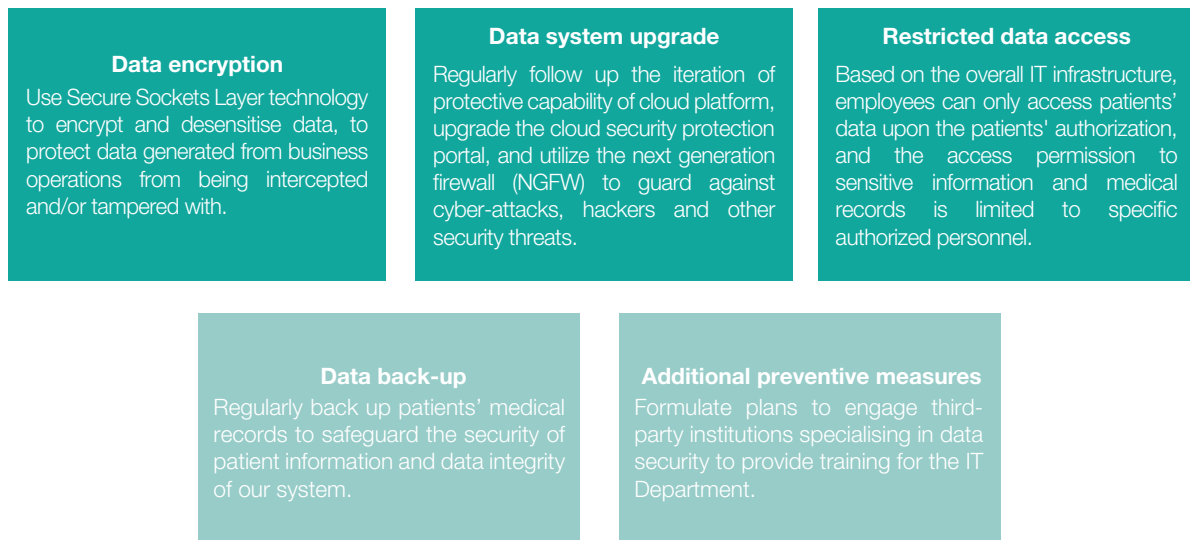 Data encryption
Use Secure Sockets Layer technology
to encrypt and desensitise data, to
protect data generated from business
operations from being intercepted
and/or tampered with.
Data system upgrade
Regularly follow up the iteration of
protective capability of cloud platform,
upgrade the cloud security protection
portal, and utilize the next generation
firewall (NGFW) to guard against
cyber-attacks, hackers and other
security threats.
Restricted data access
Based on the overall IT infrastructure,
employees can only access patients’
data upon the patients' authorization,
and the access permission to
sensitive information and medical
records is limited to specific
authorized personnel.
Data back-up
Regularly back up patients’ medical
records to safeguard the security of
patient information and data integrity
of our system.
Additional preventive measures
Formulate plans to engage third-
party institutions specialising in data
security to provide training for the IT
Department.